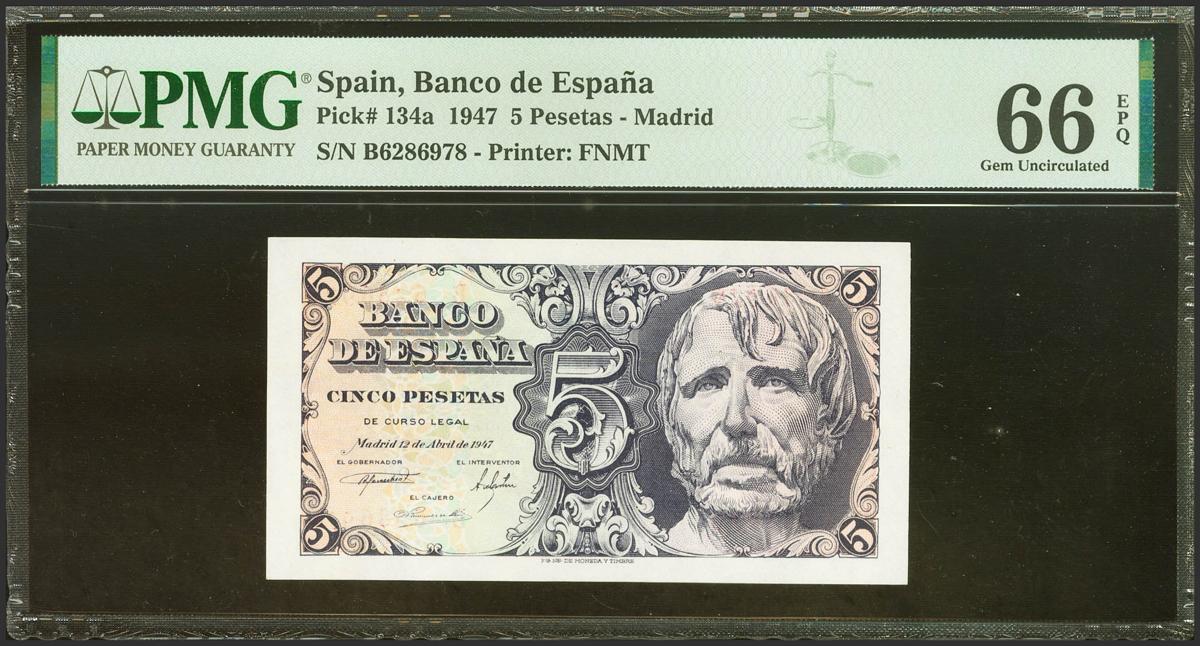 PMG®
PAPER MONEY GUARANTY
Spain, Banco de España
Pick# 134a 1947 5 Pesetas - Madrid
S/N B6286978 - Printer: FNMT
66
EPQ
Gem Uncirculated
5
5
BANCO
DE ESPAÑA
CINCO PESETAS
DE CURSO LEGAL
Madrid 12 de Abril de 1947
EL GOBERNADOR
EL INTERVENTOR
EL CAJERO
5
5
5
DE MONEDA Y TIMBRE